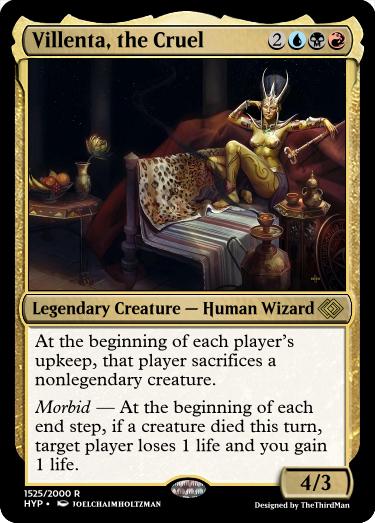 Villenta, the Cruel 2
Legendary Creature — Human Wizard
At the beginning of each player's
upkeep, that player sacrifices a
nonlegendary creature.
Morbid — At the beginning of each
end step, if a creature died this turn,
target player loses 1 life and you gain
1 life.
4/3
1525/2000 R
HYP • JOELCHAIMHOLTZMAN
Designed by TheThirdMan